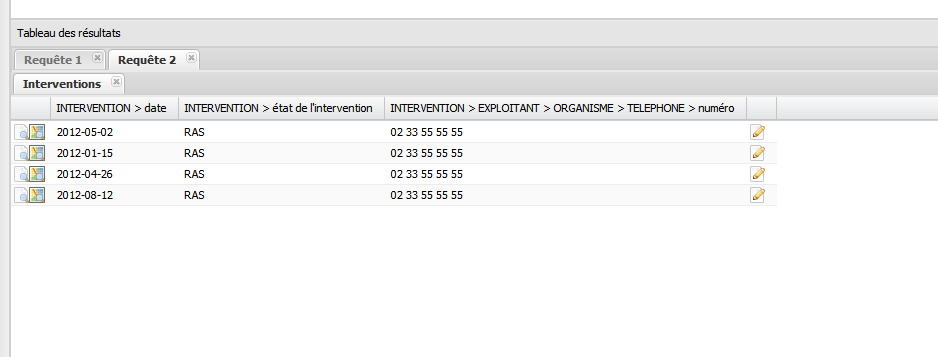 Tableau des résultats
Requête 1 Requête 2
Interventions
INTERVENTION > date INTERVENTION > état de l'intervention INTERVENTION > EXPLOITANT > ORGANISME > TELEPHONE > numéro
2012-05-02 RAS 02 33 55 55 55
2012-01-15 RAS 02 33 55 55 55
2012-04-26 RAS 02 33 55 55 55
2012-08-12 RAS 02 33 55 55 55